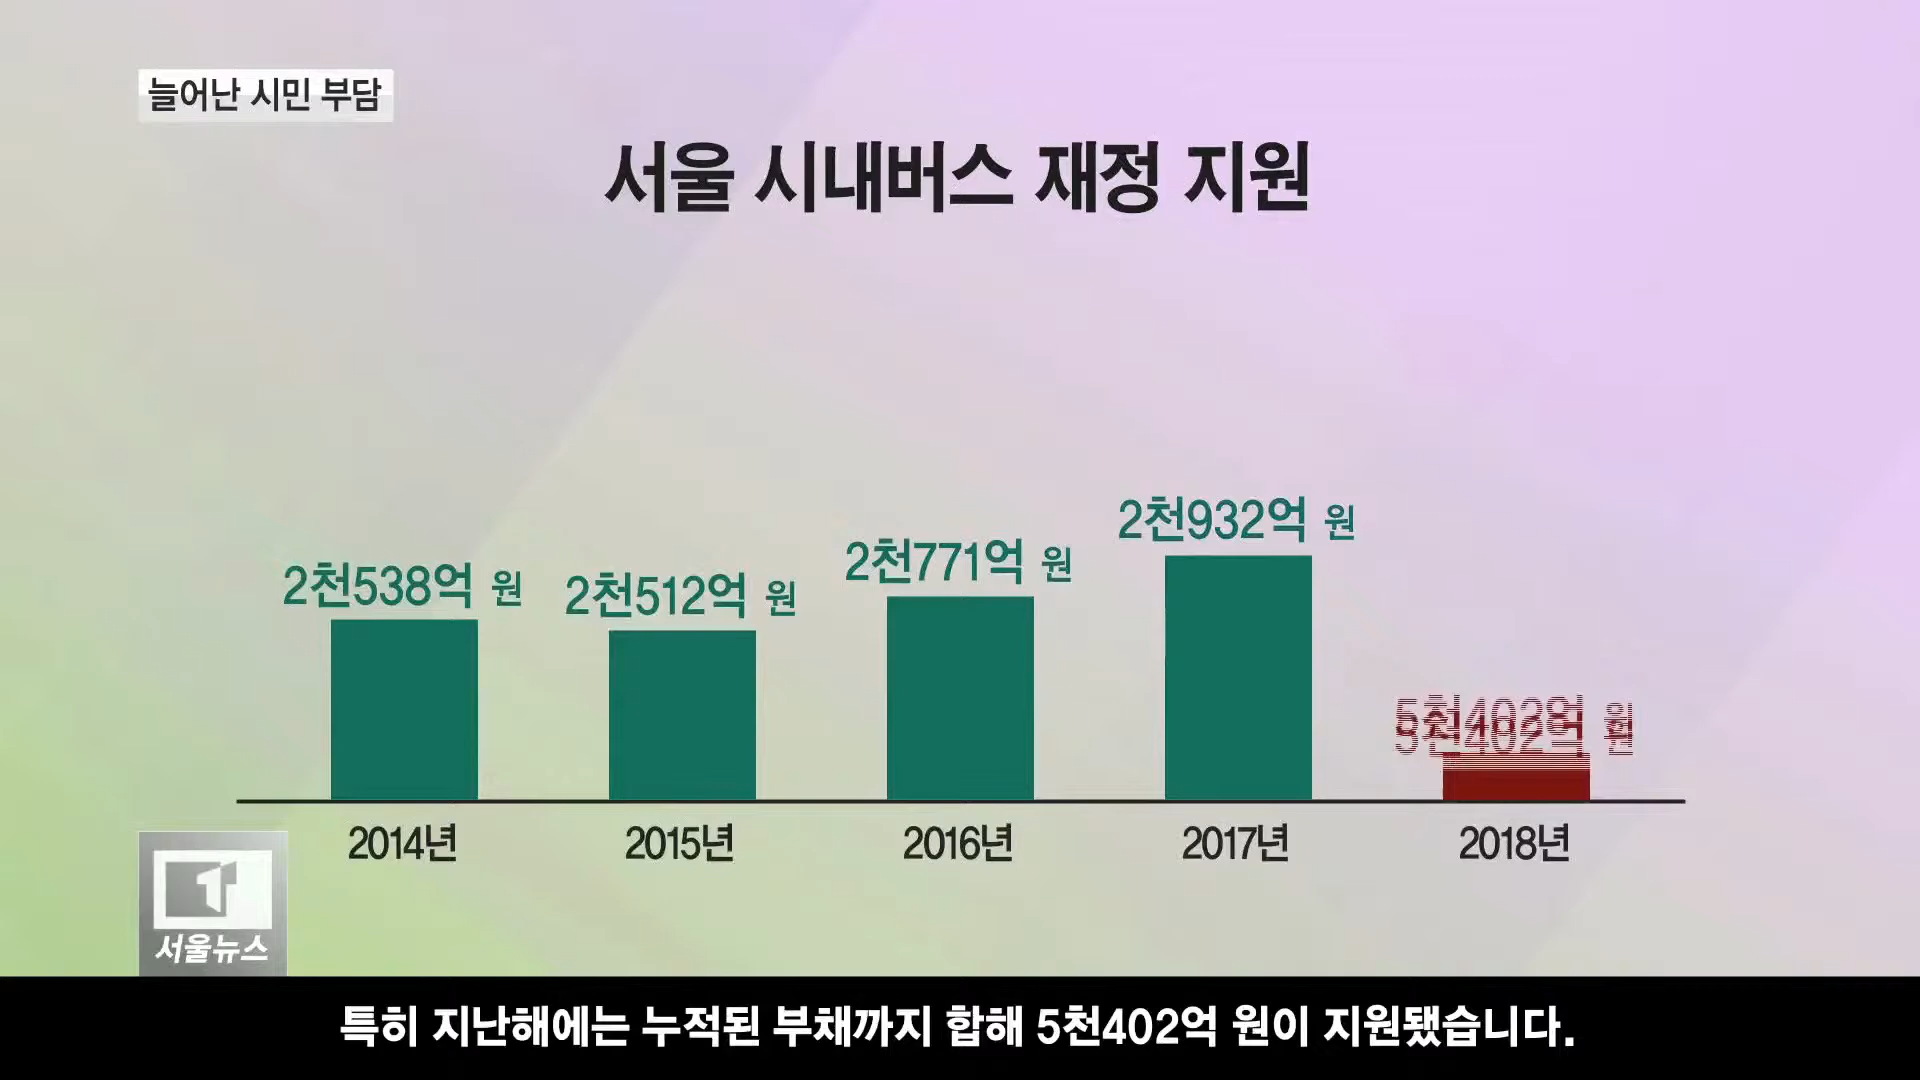 늘어난 시민 부담
서울 시내버스 재정 지원
2천538억 원
2천512억 원
2천771억 원
2천932억 원
5천402억 원
2014년
2015년
2016년
2017년
2018년
서울뉴스
특히 지난해에는 누적된 부채까지 합해 5천402억 원이 지원됐습니다.